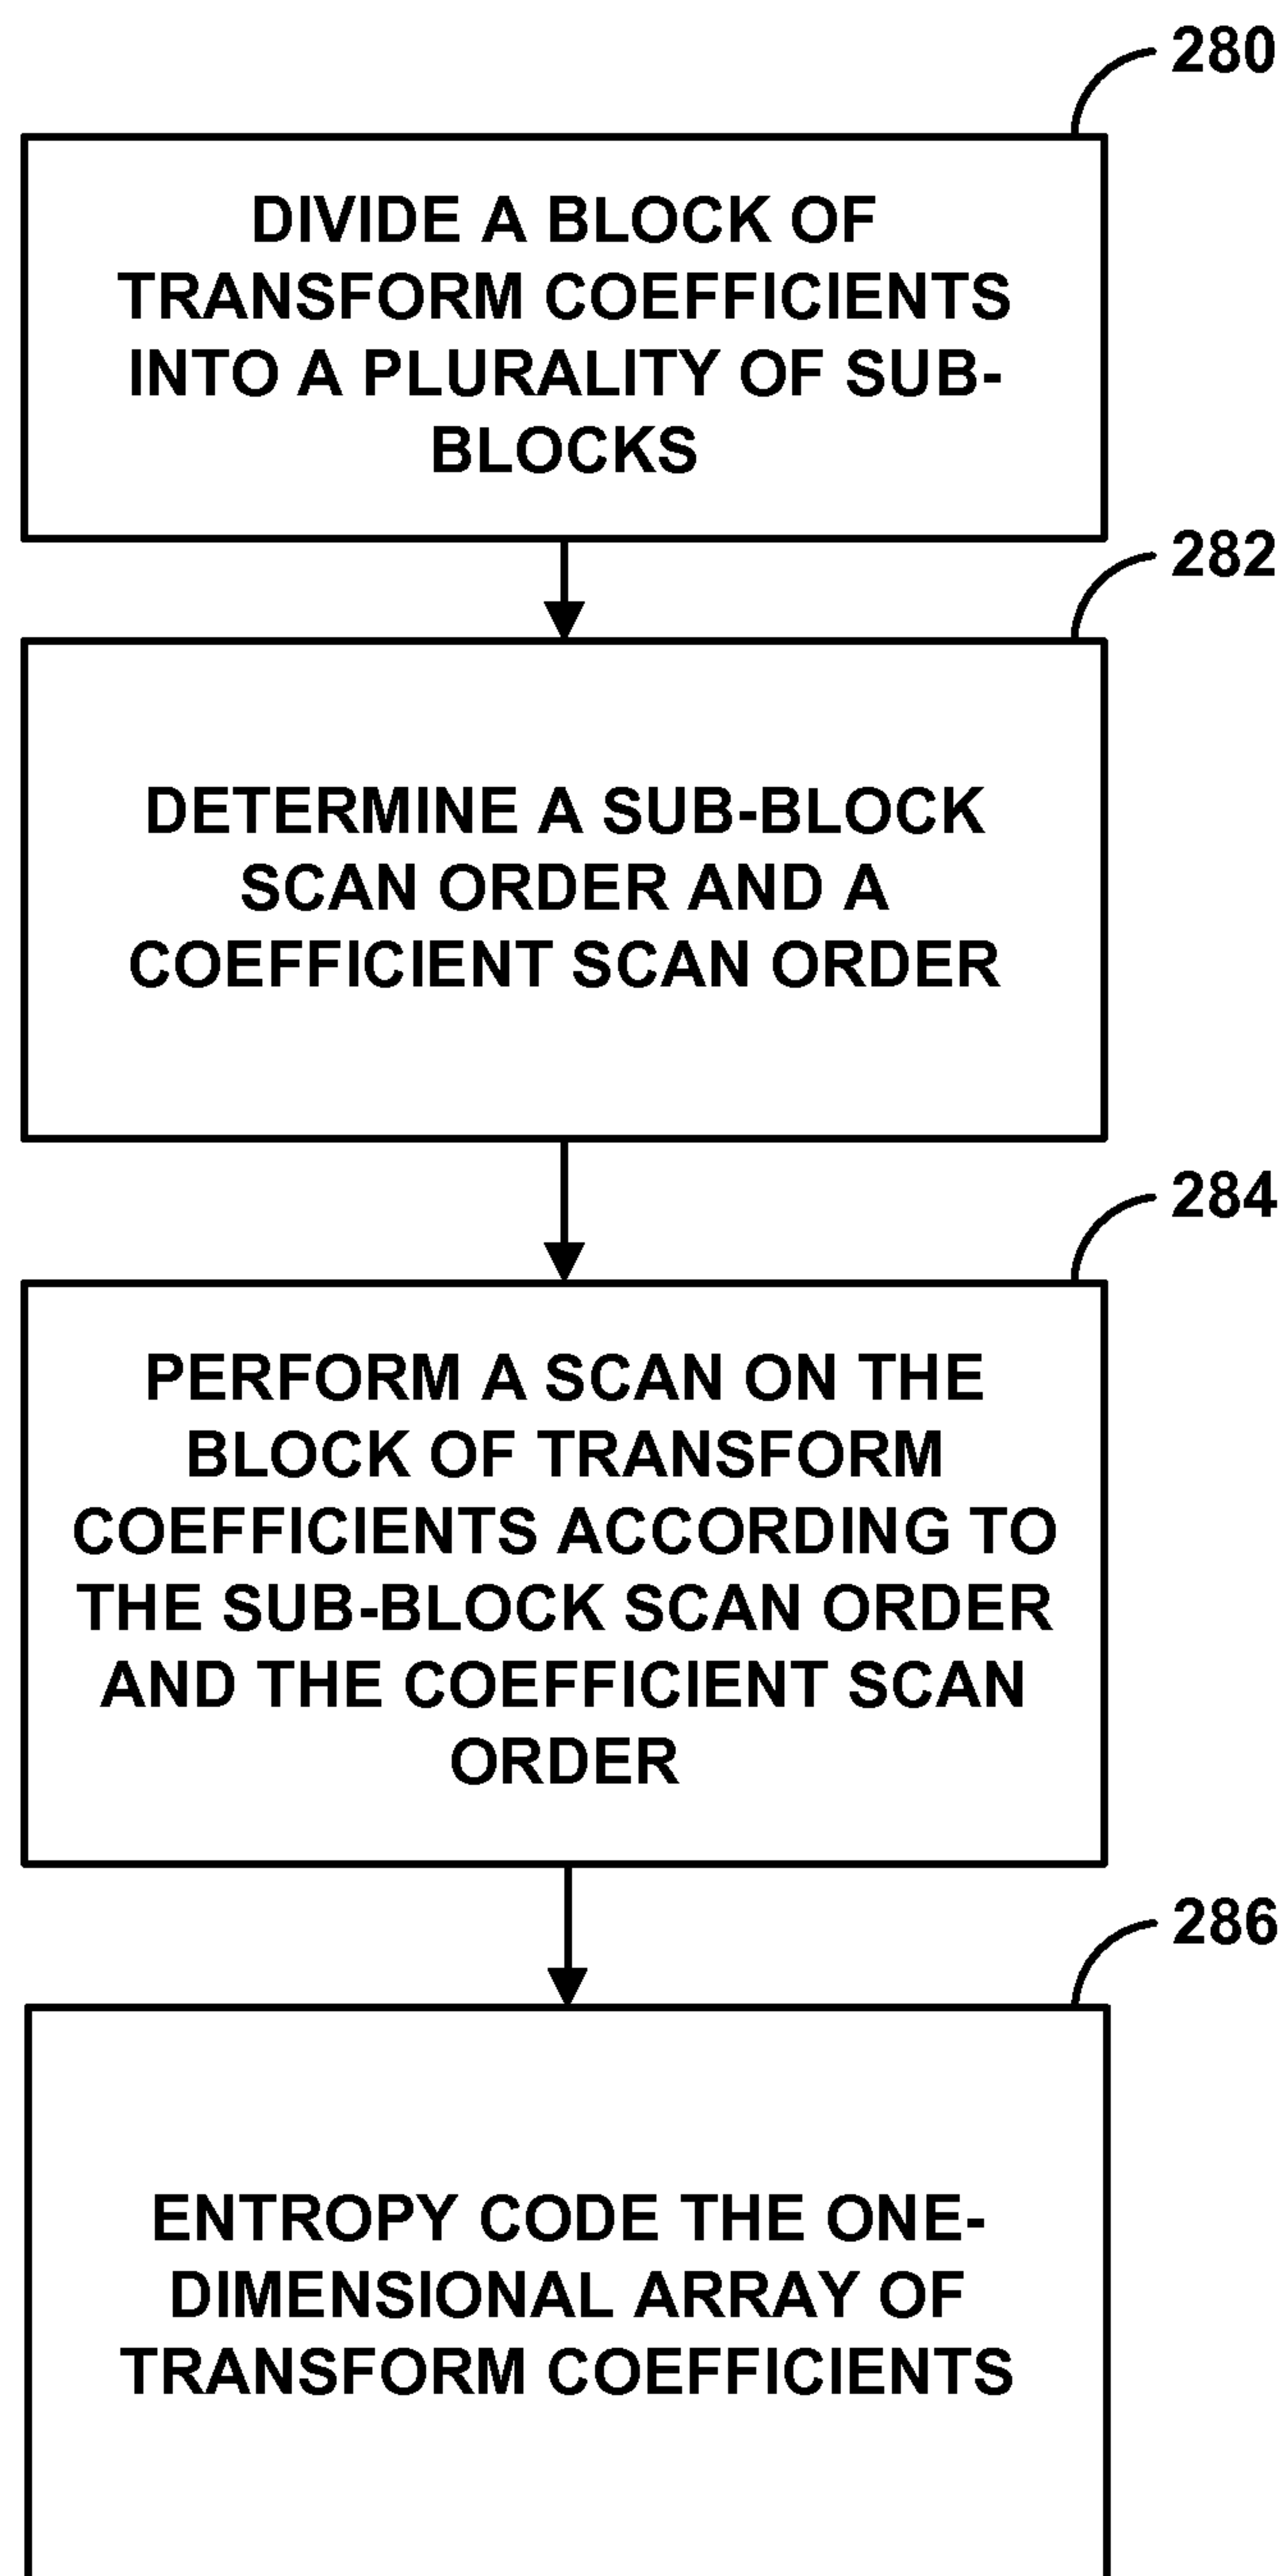 280
DIVIDE A BLOCK OF
TRANSFORM COEFFICIENTS
INTO A PLURALITY OF SUB-
BLOCKS
282
DETERMINE A SUB-BLOCK
SCAN ORDER AND A
COEFFICIENT SCAN ORDER
284
PERFORM A SCAN ON THE
BLOCK OF TRANSFORM
COEFFICIENTS ACCORDING TO
THE SUB-BLOCK SCAN ORDER
AND THE COEFFICIENT SCAN
ORDER
286
ENTROPY CODE THE ONE-
DIMENSIONAL ARRAY OF
TRANSFORM COEFFICIENTS